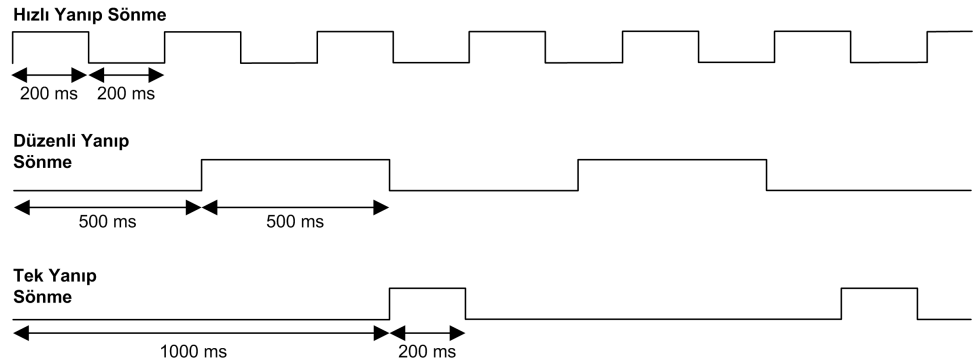 Hızlı Yanıp Sönme
200 ms 200 ms
Düzenli Yanıp
Sönme
500 ms 500 ms
Tek Yanıp
Sönme
1000 ms 200 ms